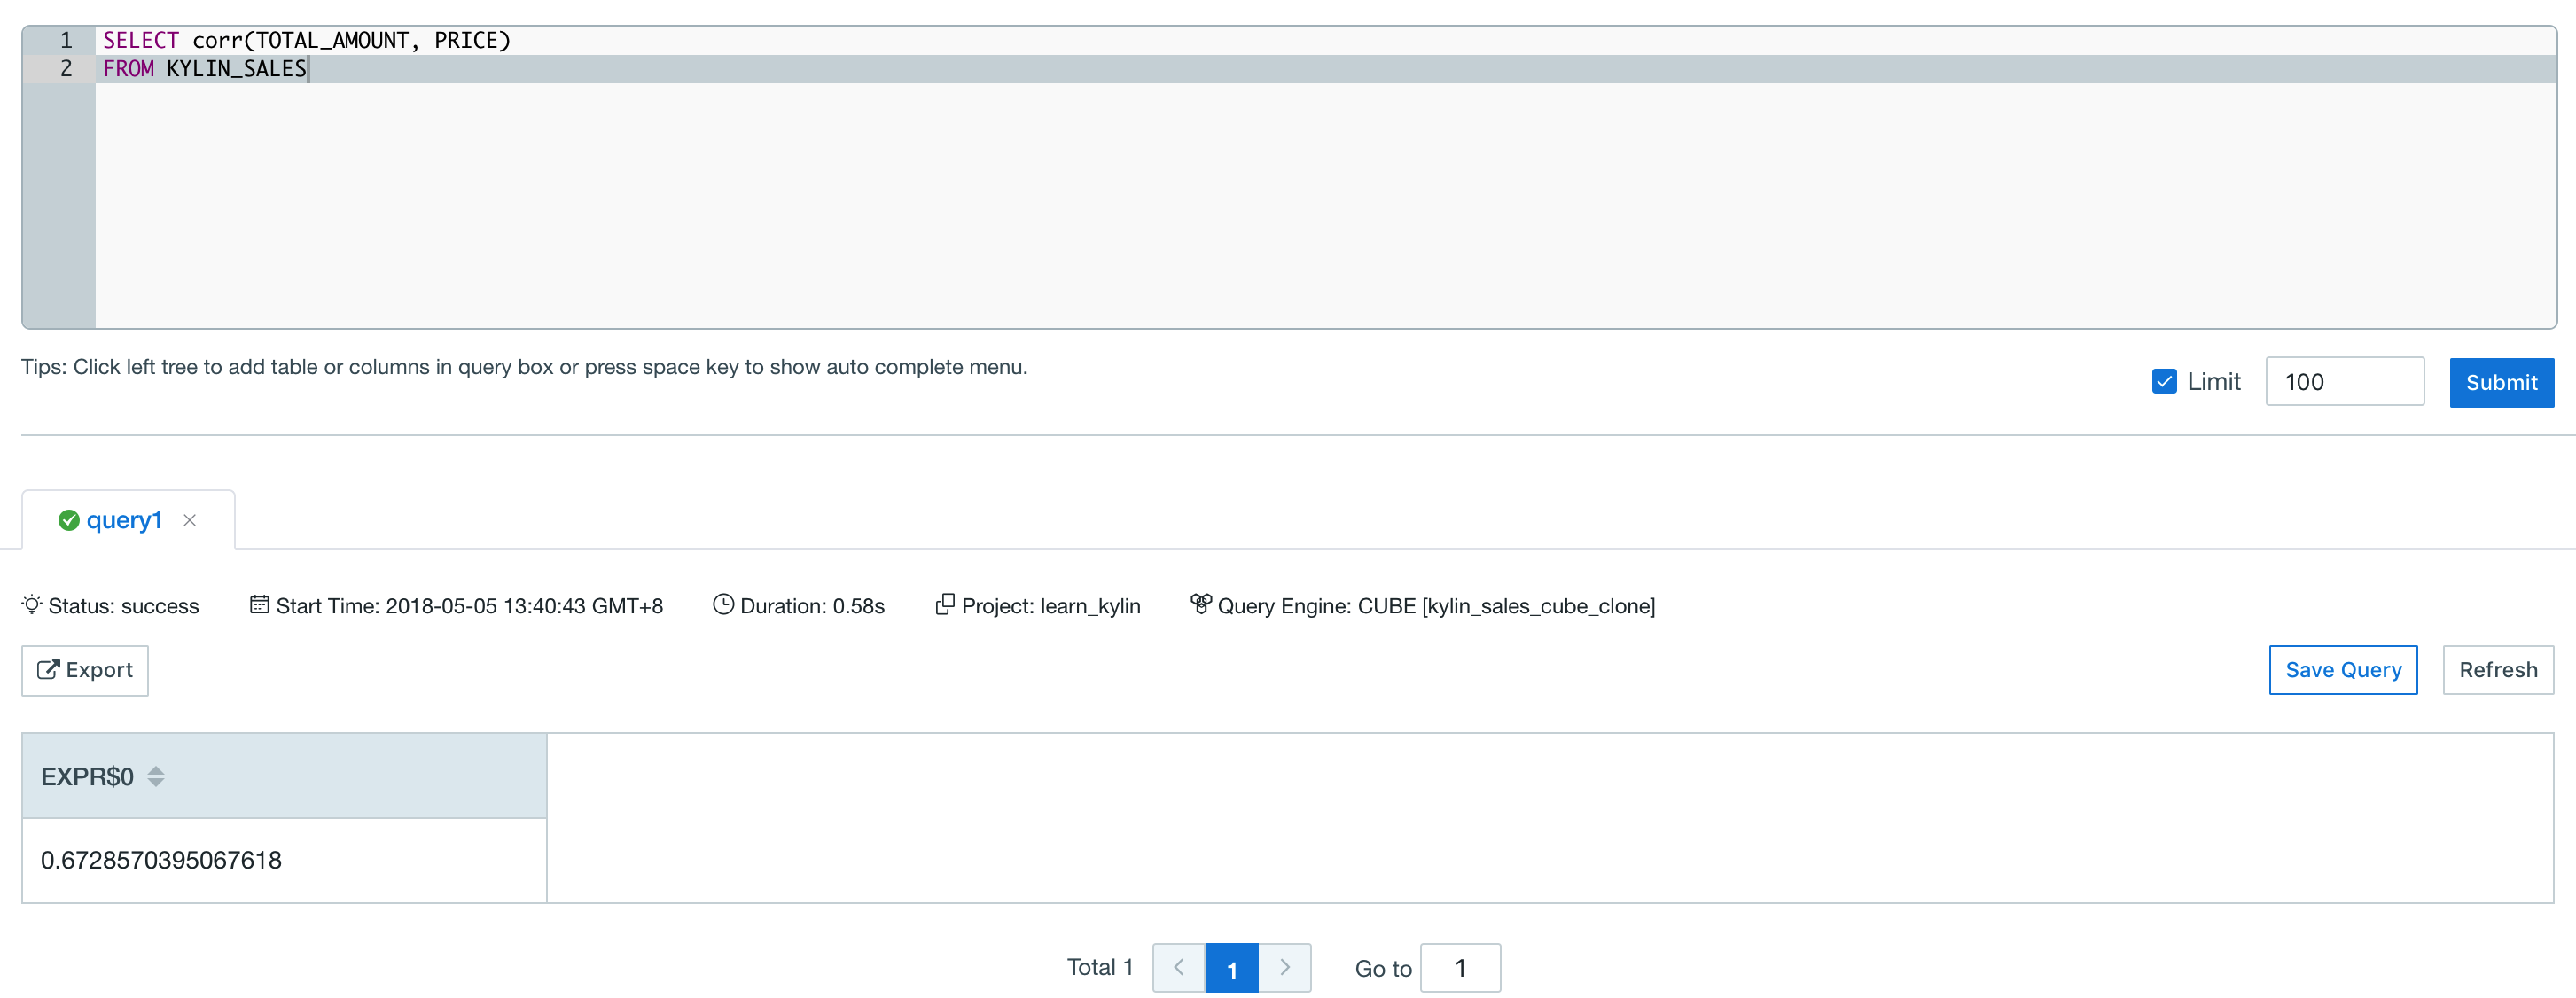 1 SELECT corr(TOTAL_AMOUNT, PRICE)
2 FROM KYLIN_SALES
Tips: Click left tree to add table or columns in query box or press space key to show auto complete menu.
Limit 100 Submit
query1
Status: success Start Time: 2018-05-05 13:40:43 GMT+8 Duration: 0.58s Project: learn_kylin Query Engine: CUBE [kylin_sales_cube_clone]
Export Save Query Refresh
EXPR$0
0.6728570395067618
Total 1 1 Go to 1